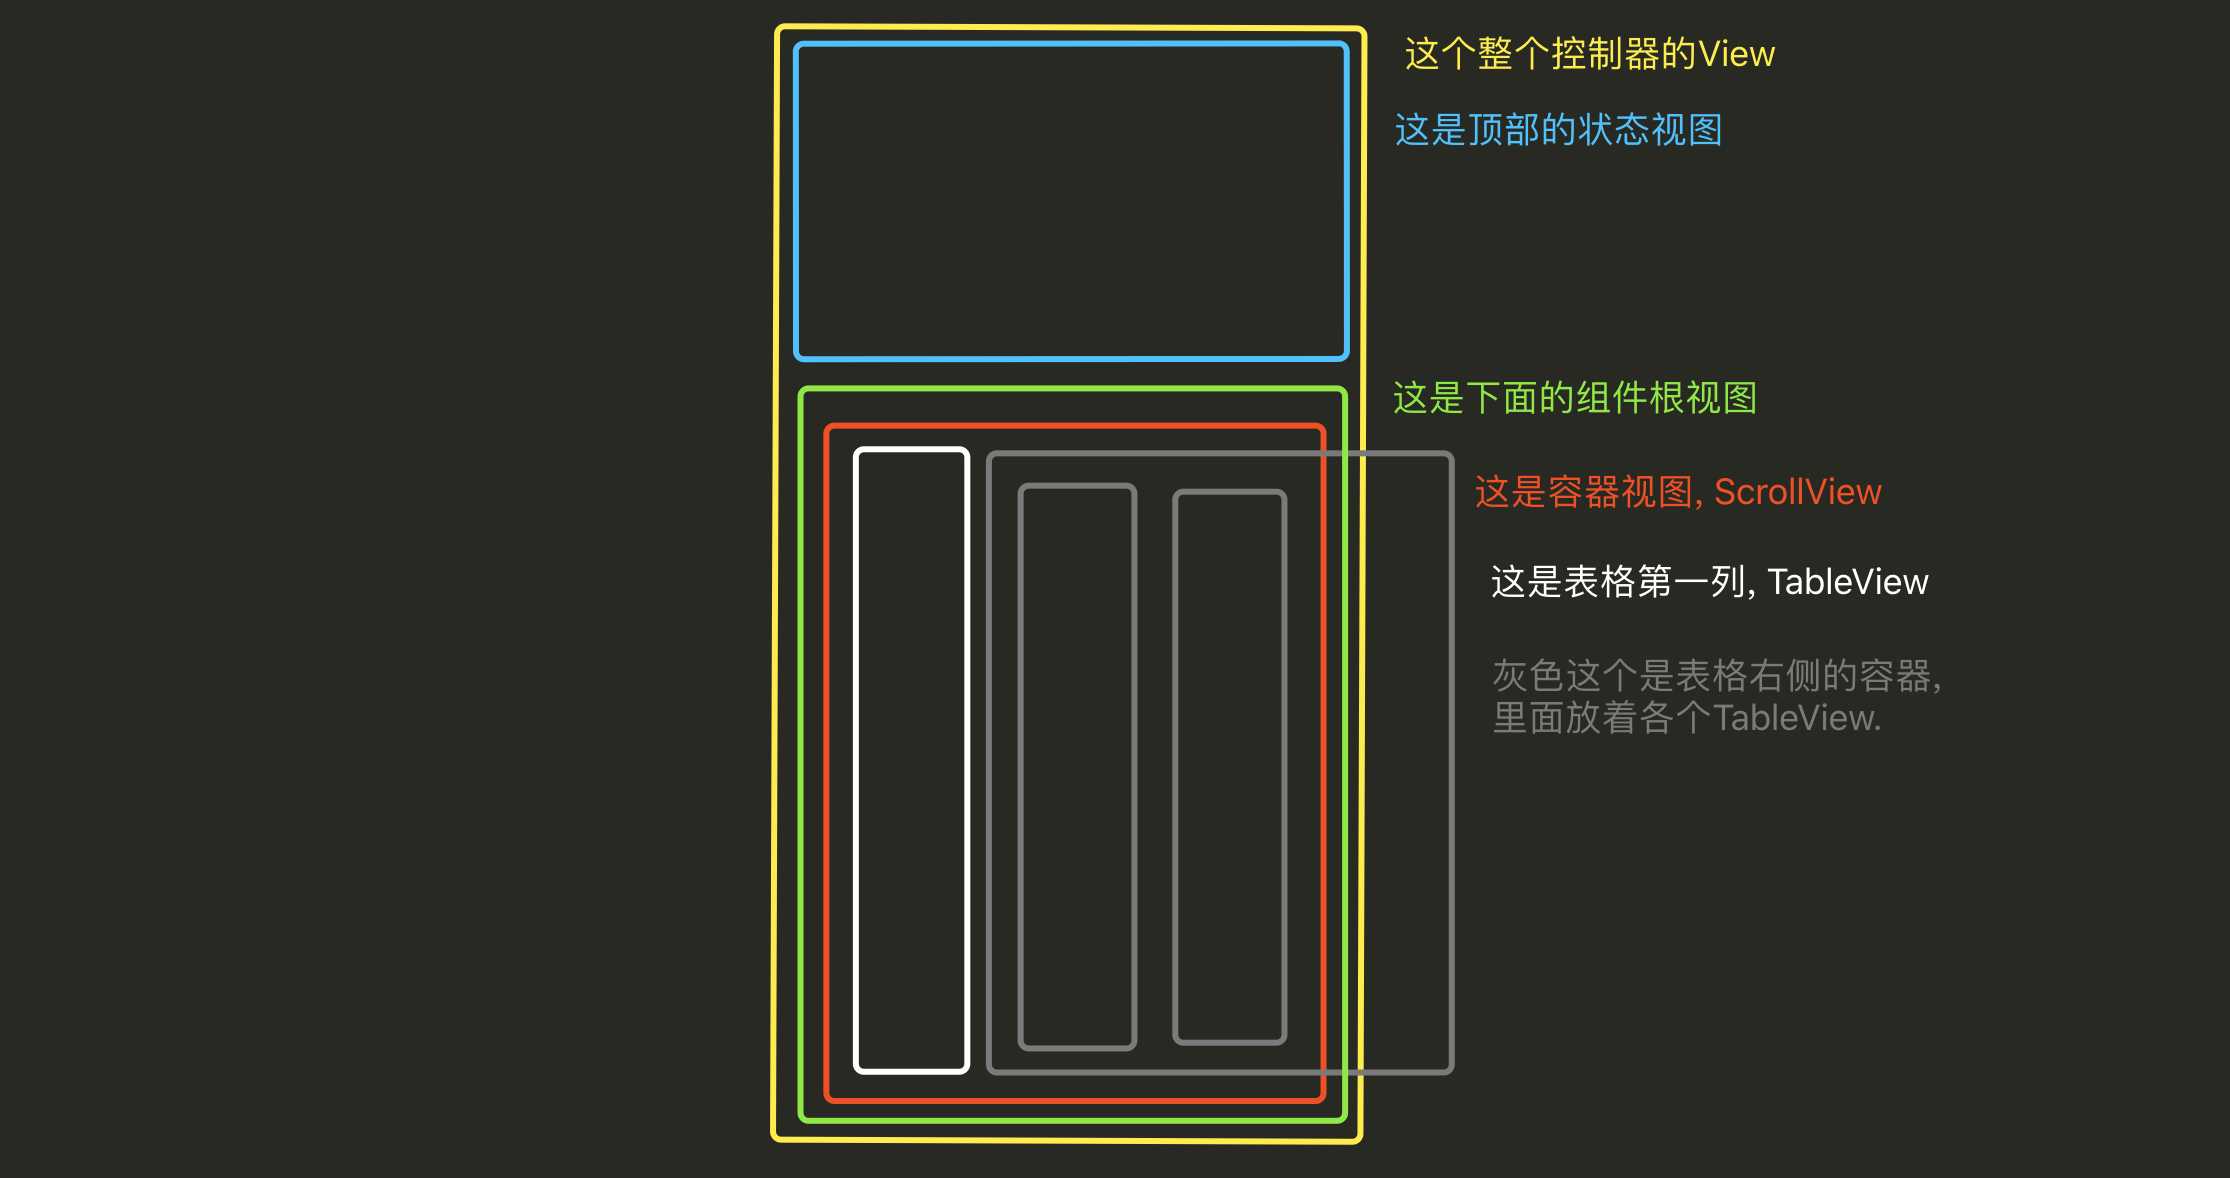 这个整个控制器的View
这是顶部的状态视图
这是下面的组件根视图
这是容器视图, ScrollView
这是表格第一列, TableView
灰色这个是表格右侧的容器,
里面放着各个TableView.